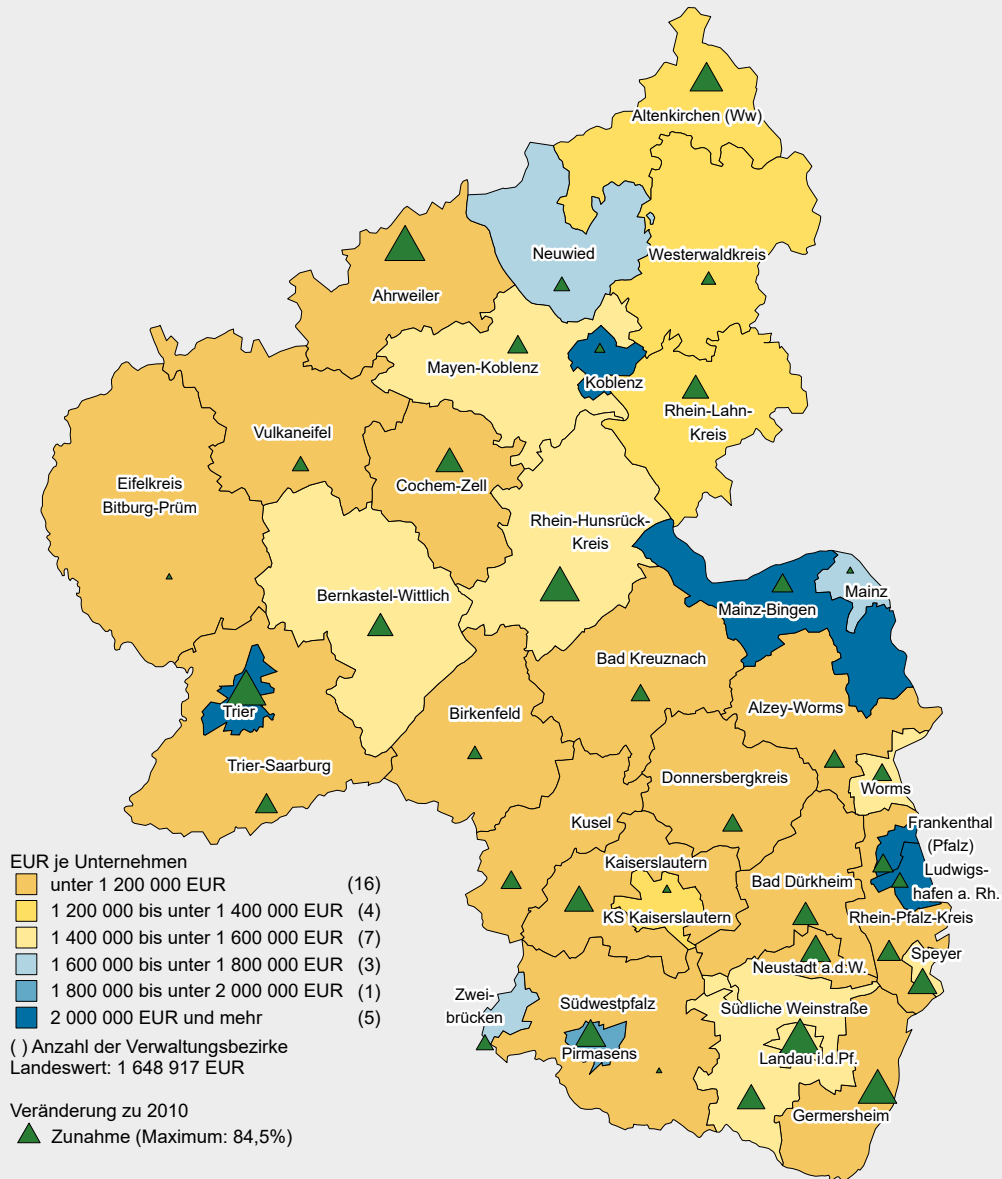 Altenkirchen (Ww)
Neuwied
Westerwaldkreis
Ahrweiler
Mayen-Koblenz
Koblenz
Rhein-Lahn-
Kreis
Vulkaneifel
Cochem-Zell
Eifelkreis
Bitburg-Prüm
Rhein-Hunsrück-
Kreis
Bernkastel-Wittlich
Mainz-Bingen
Mainz
Bad Kreuznach
Trier
Birkenfeld
Alzey-Worms
Trier-Saarburg
Donnersbergkreis
Worms
Kusel
Frankenthal
(Pfalz)
Kaiserslautern
Bad Dürkheim
Ludwigs-
hafen a. Rh.
KS Kaiserslautern
Rhein-Pfalz-Kreis
Neustadt a.d.W.
Speyer
Zwei-
brücken
Südwestpfalz
Südliche Weinstraße
Pirmasens
Landau i.d.Pf.
Germersheim
EUR je Unternehmen
unter 1 200 000 EUR (16)
1 200 000 bis unter 1 400 000 EUR (4)
1 400 000 bis unter 1 600 000 EUR (7)
1 600 000 bis unter 1 800 000 EUR (3)
1 800 000 bis unter 2 000 000 EUR (1)
2 000 000 EUR und mehr (5)
( ) Anzahl der Verwaltungsbezirke
Landeswert: 1 648 917 EUR
Veränderung zu 2010
Zunahme (Maximum: 84,5%)